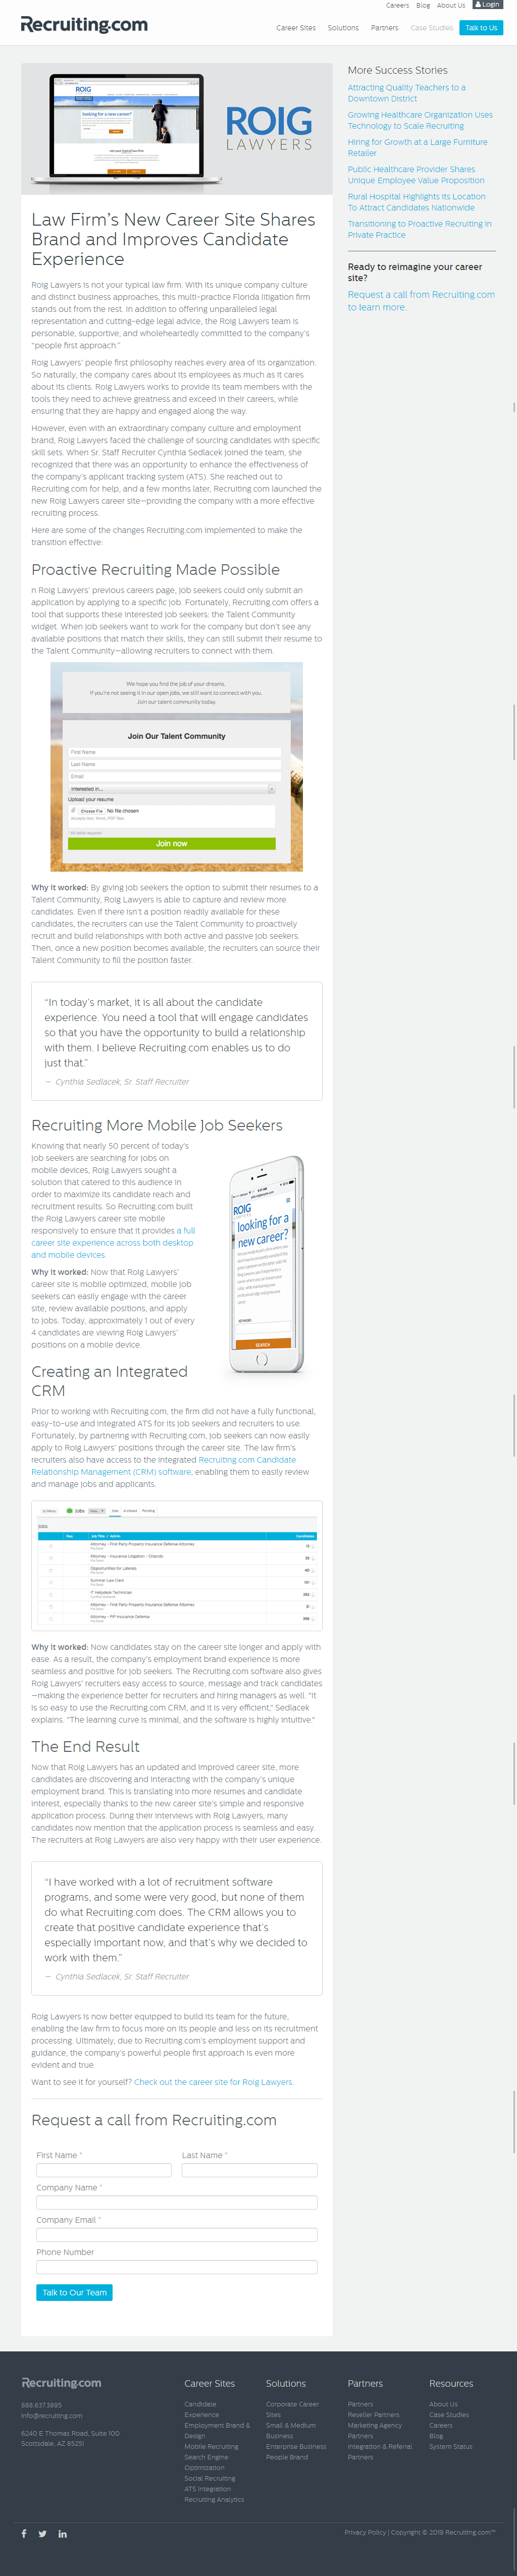 Careers Blog About Us Login
Recruiting.com
Career Sites Solutions Partners Case Studies Talk to Us
ROIG
looking for a new career?
ROIG
LAWYERS
Law Firm's New Career Site Shares
Brand and Improves Candidate
Experience
Roig Lawyers is not your typical law firm. With its unique company culture
and distinct business approaches, this multi-practice Florida litigation firm
stands out from the rest. In addition to offering unparalleled legal
representation and cutting-edge legal advice, the Roig Lawyers team is
personable, supportive, and wholeheartedly committed to the company's
“people first approach.”
Roig Lawyers' people first philosophy reaches every area of its organization.
So naturally, the company cares about its employees as much as it cares
about its clients. Roig Lawyers works to provide its team members with the
tools they need to achieve greatness and exceed in their careers, while
ensuring that they are happy and engaged along the way.
However, even with an extraordinary company culture and employment
brand, Roig Lawyers faced the challenge of sourcing candidates with specific
skill sets. When Sr. Staff Recruiter Cynthia Sedlacek joined the team, she
recognized that there was an opportunity to enhance the effectiveness of
the company's applicant tracking system (ATS). She reached out to
Recruiting.com for help, and a few months later, Recruiting.com launched the
new Roig Lawyers career site—providing the company with a more effective
recruiting process.
Here are some of the changes Recruiting.com implemented to make the
transition effective:
Proactive Recruiting Made Possible
n Roig Lawyers' previous careers page, job seekers could only submit an
application by applying to a specific job. Fortunately, Recruiting.com offers a
tool that supports these interested job seekers: the Talent Community
widget. When job seekers want to work for the company but don't see any
available positions that match their skills, they can still submit their resume to
the Talent Community—allowing recruiters to connect with them.
We hope you find the job of your dreams.
If you're not seeing it in our open jobs, we still want to connect with you.
Join our talent community today.
Join Our Talent Community
First Name
Last Name
Email
Interested in...
Upload your resume
Choose File No file chosen
Accepts text, Word, PDF files
All fields required.
Join now
Why it worked: By giving job seekers the option to submit their resumes to a
Talent Community, Roig Lawyers is able to capture and review more
candidates. Even if there isn't a position readily available for these
candidates, the recruiters can use the Talent Community to proactively
recruit and build relationships with both active and passive job seekers.
Then, once a new position becomes available, the recruiters can source their
Talent Community to fill the position faster.
“In today's market, it is all about the candidate
experience. You need a tool that will engage candidates
so that you have the opportunity to build a relationship
with them. I believe Recruiting.com enables us to do
just that.”
— Cynthia Sedlacek, Sr. Staff Recruiter
Recruiting More Mobile Job Seekers
Knowing that nearly 50 percent of today's
job seekers are searching for jobs on
mobile devices, Roig Lawyers sought a
solution that catered to this audience in
order to maximize its candidate reach and
recruitment results. So Recruiting.com built
the Roig Lawyers career site mobile
responsively to ensure that it provides a full
career site experience across both desktop
and mobile devices.
Why it worked: Now that Roig Lawyers'
career site is mobile optimized, mobile job
seekers can easily engage with the career
site, review available positions, and apply
to jobs. Today, approximately 1 out of every
4 candidates are viewing Roig Lawyers'
positions on a mobile device.
ROIG
looking for a
new career?
SEARCH
Creating an Integrated
CRM
Prior to working with Recruiting.com, the firm did not have a fully functional,
easy-to-use and integrated ATS for its job seekers and recruiters to use.
Fortunately, by partnering with Recruiting.com, job seekers can now easily
apply to Roig Lawyers' positions through the career site. The law firm's
recruiters also have access to the integrated Recruiting.com Candidate
Relationship Management (CRM) software, enabling them to easily review
and manage jobs and applicants.
Jobs
Req Job Title / Admin Candidates
Attorney - First Party Property Insurance Defense Attorney
Attorney - Insurance Litigation - Orlando
Opportunities for Laterals
Summer Law Clerk
IT Helpdesk Technician
Attorney - First Party Property Insurance Defense Attorney
Attorney - PIP Insurance Defense
Why it worked: Now candidates stay on the career site longer and apply with
ease. As a result, the company's employment brand experience is more
seamless and positive for job seekers. The Recruiting.com software also gives
Roig Lawyers' recruiters easy access to source, message and track candidates
—making the experience better for recruiters and hiring managers as well. “It
is so easy to use the Recruiting.com CRM, and it is very efficient,” Sedlacek
explains. “The learning curve is minimal, and the software is highly intuitive.”
The End Result
Now that Roig Lawyers has an updated and improved career site, more
candidates are discovering and interacting with the company's unique
employment brand. This is translating into more resumes and candidate
interest, especially thanks to the new career site's simple and responsive
application process. During their interviews with Roig Lawyers, many
candidates now mention that the application process is seamless and easy.
The recruiters at Roig Lawyers are also very happy with their user experience.
“I have worked with a lot of recruitment software
programs, and some were very good, but none of them
do what Recruiting.com does. The CRM allows you to
create that positive candidate experience that's
especially important now, and that's why we decided to
work with them.”
— Cynthia Sedlacek, Sr. Staff Recruiter
Roig Lawyers is now better equipped to build its team for the future,
enabling the law firm to focus more on its people and less on its recruitment
processing. Ultimately, due to Recruiting.com's employment support and
guidance, the company's powerful people first approach is even more
evident and true.
Want to see it for yourself? Check out the career site for Roig Lawyers.
Request a call from Recruiting.com
First Name * Last Name *
Company Name *
Company Email *
Phone Number
Talk to Our Team
More Success Stories
Attracting Quality Teachers to a
Downtown District
Growing Healthcare Organization Uses
Technology to Scale Recruiting
Hiring for Growth at a Large Furniture
Retailer
Public Healthcare Provider Shares
Unique Employee Value Proposition
Rural Hospital Highlights Its Location
To Attract Candidates Nationwide
Transitioning to Proactive Recruiting in
Private Practice
Ready to reimagine your career
site?
Request a call from Recruiting.com
to learn more.
Recruiting.com
888.637.3895
info@recruiting.com
6240 E Thomas Road, Suite 100
Scottsdale, AZ 85251
Career Sites
Candidate
Experience
Employment Brand &
Design
Mobile Recruiting
Search Engine
Optimization
Social Recruiting
ATS Integration
Recruiting Analytics
Solutions
Corporate Career
Sites
Small & Medium
Business
Enterprise Business
People Brand
Partners
Partners
Reseller Partners
Marketing Agency
Partners
Integration & Referral
Partners
Resources
About Us
Case Studies
Careers
Blog
System Status
Privacy Policy | Copyright © 2019 Recruiting.com™